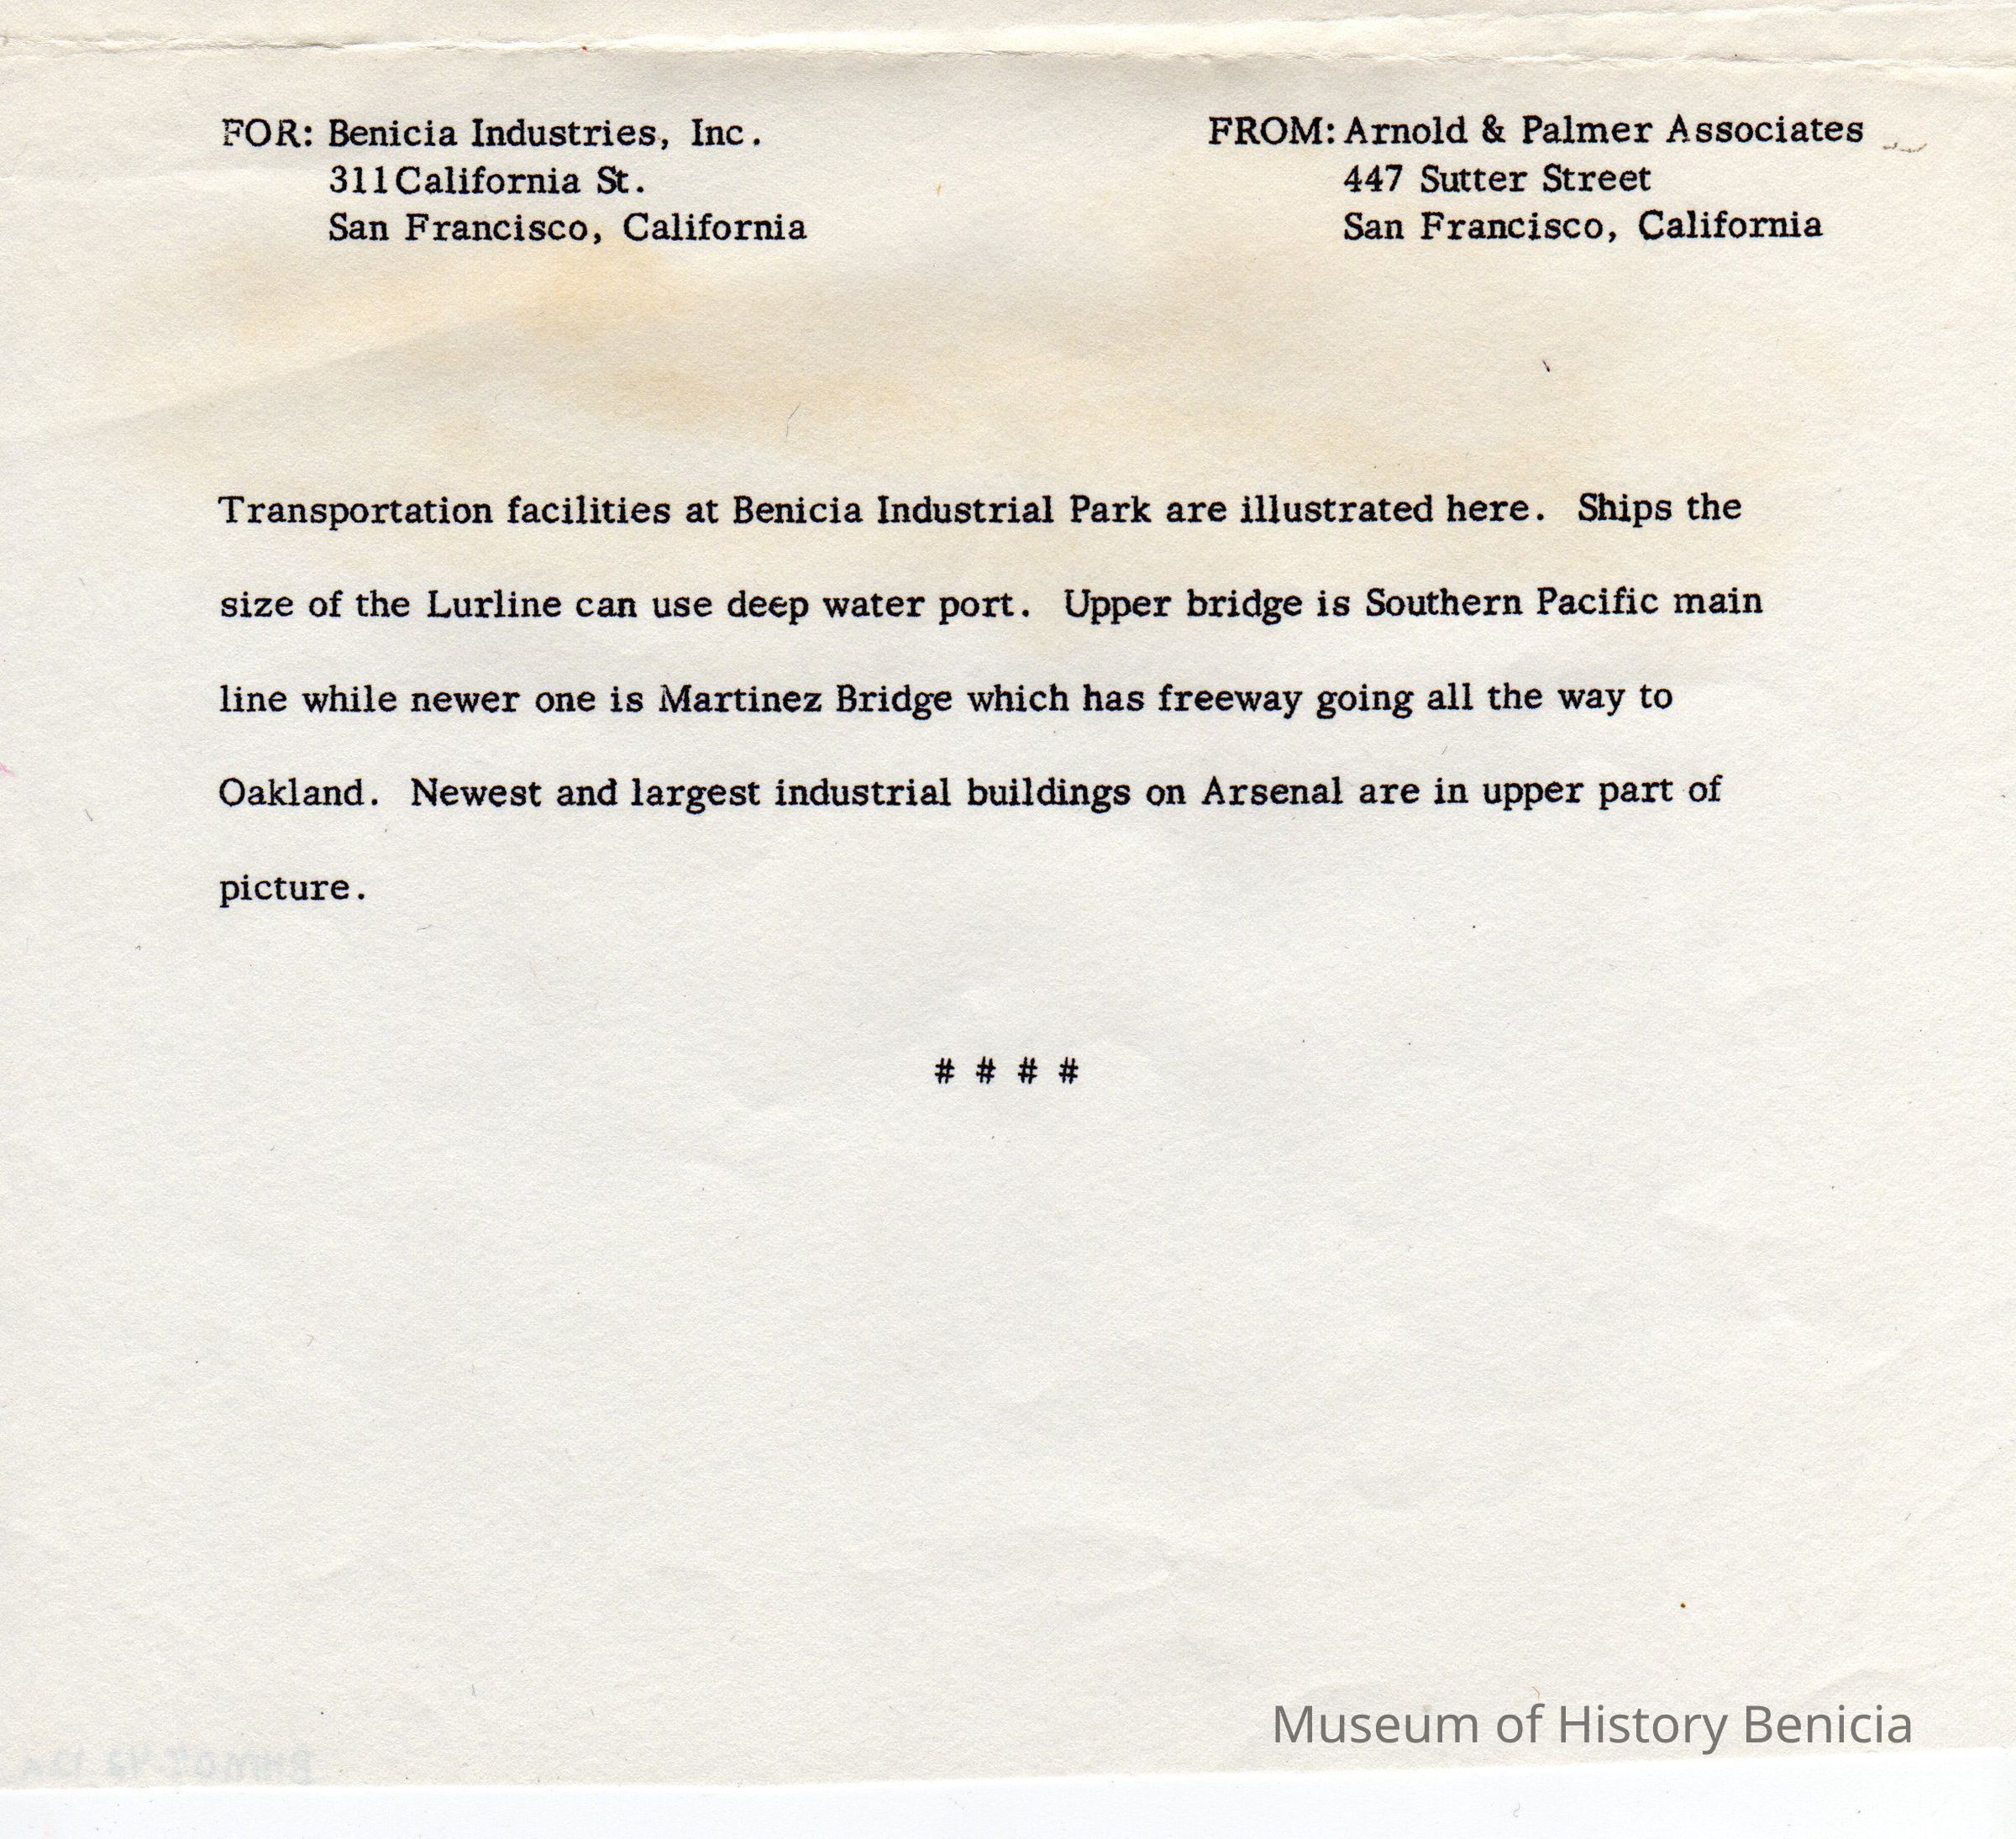 FOR: Benicia Industries, Inc.
311 California St.
San Francisco, California
FROM: Arnold & Palmer Associates
447 Sutter Street
San Francisco, California
Transportation facilities at Benicia Industrial Park are illustrated here. Ships the
size of the Lurline can use deep water port. Upper bridge is Southern Pacific main
line while newer one is Martinez Bridge which has freeway going all the way to
Oakland. Newest and largest industrial buildings on Arsenal are in upper part of
picture.
# # # #
Museum of History Benicia